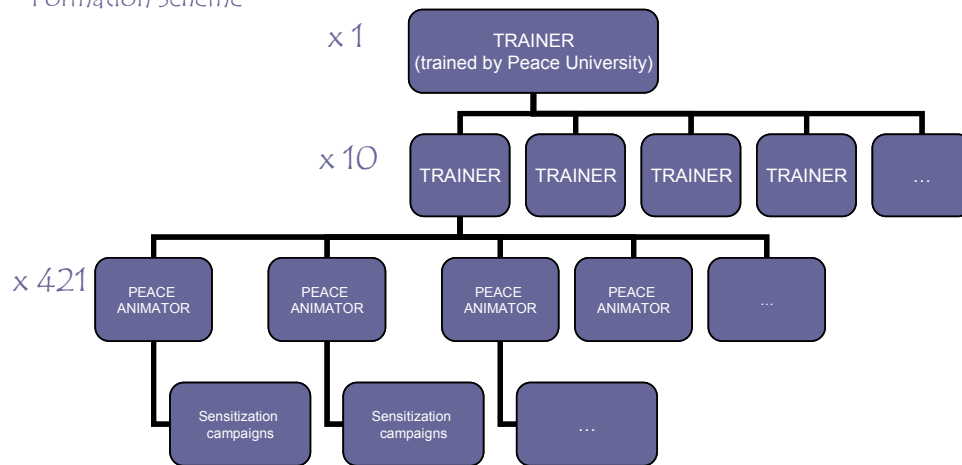 Formation Scheme
x 1
TRAINER
(trained by Peace University)
x 10
TRAINER
TRAINER
TRAINER
TRAINER
...
x 421
PEACE
ANIMATOR
PEACE
ANIMATOR
PEACE
ANIMATOR
PEACE
ANIMATOR
...
Sensitization
campaigns
Sensitization
campaigns
...